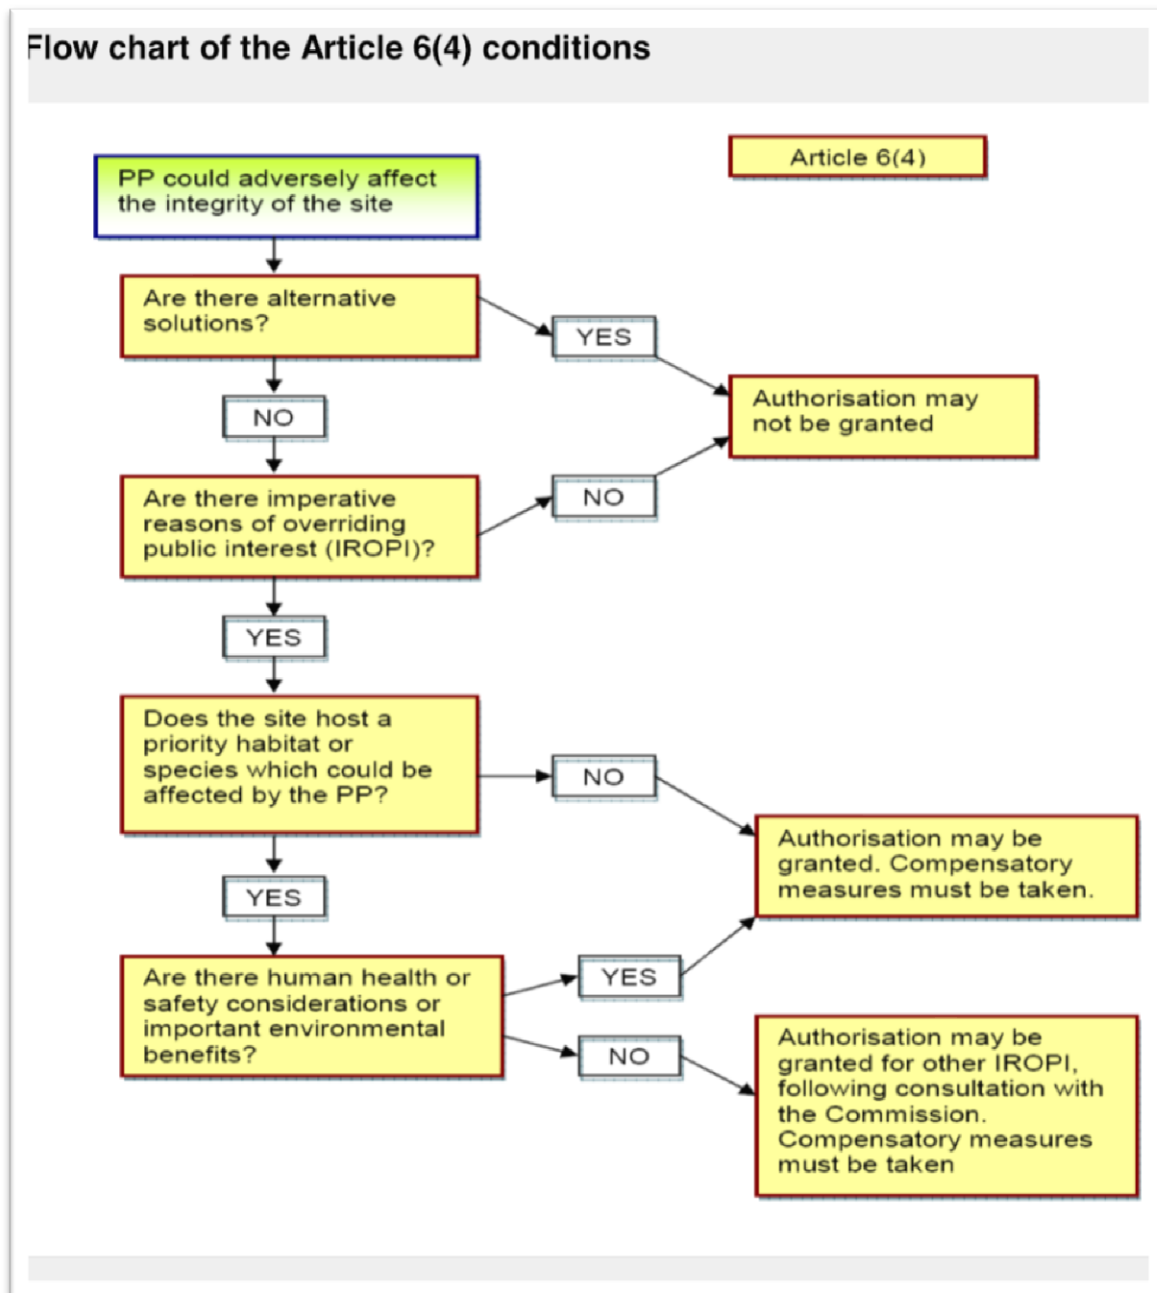 Flow chart of the Article 6(4) conditions
Article 6(4)
PP could adversely affect
the integrity of the site
Are there alternative
solutions?
YES
NO
Authorisation may
not be granted
Are there imperative
reasons of overriding
public interest (IROPI)?
NO
YES
Does the site host a
priority habitat or
species which could be
affected by the PP?
NO
YES
Authorisation may be
granted. Compensatory
measures must be taken.
Are there human health or
safety considerations or
important environmental
benefits?
YES
NO
Authorisation may be
granted for other IROPI,
following consultation with
the Commission.
Compensatory measures
must be taken